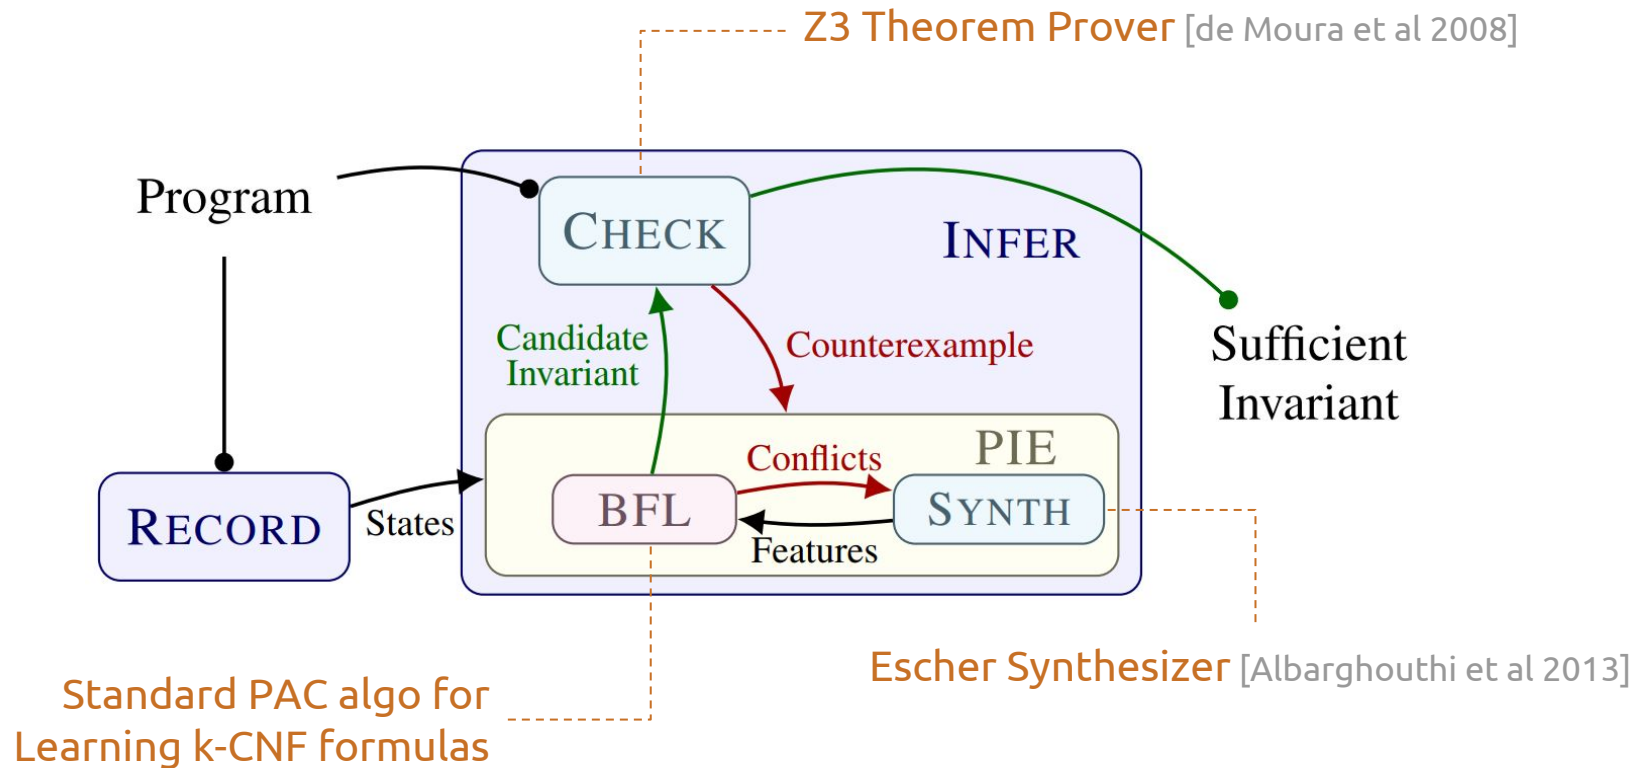 Z3 Theorem Prover [de Moura et al 2008]
Program
CHECK
INFER
Candidate
Invariant
Counterexample
Sufficient
Invariant
PIE
Conflicts
RECORD
States
BFL
SYNTH
Features
Escher Synthesizer [Albarghouthi et al 2013]
Standard PAC algo for
Learning k-CNF formulas